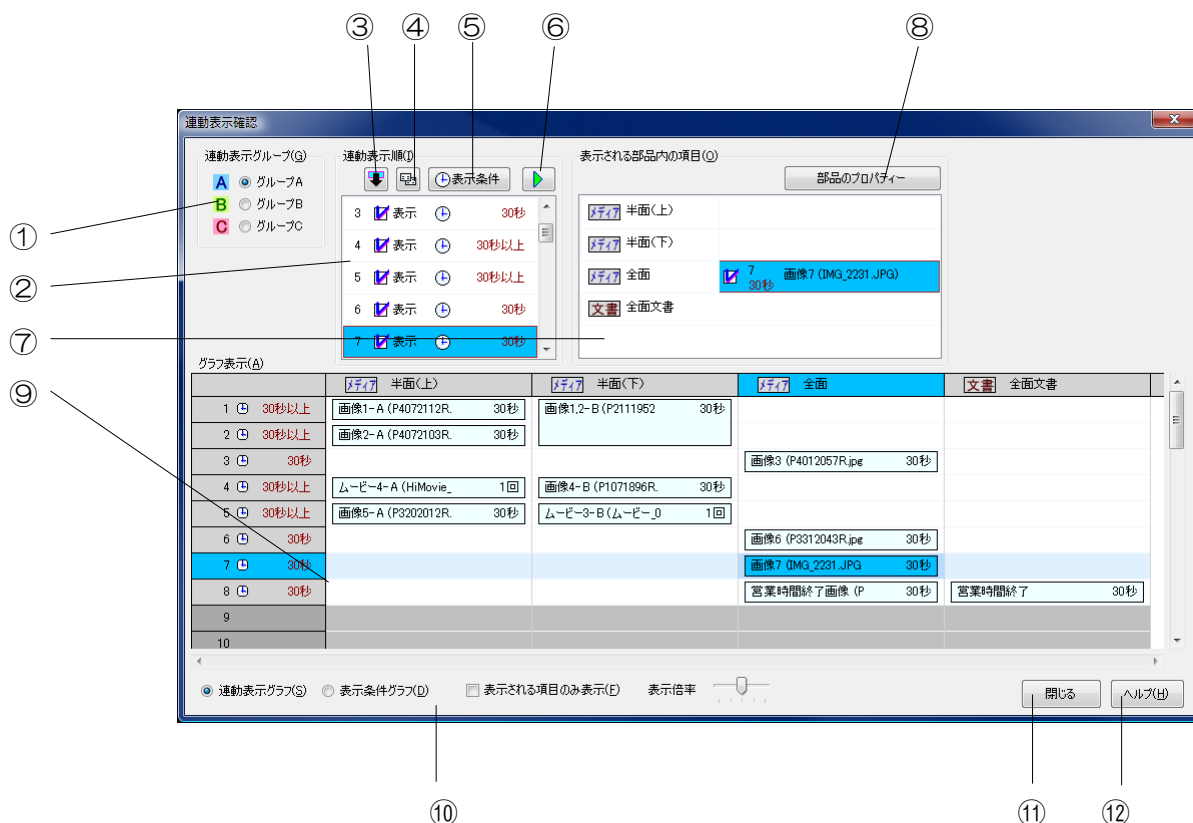 ③ ④ ⑤ ⑥ ⑧
連動表示確認
連動表示グループ(G)
A グループA
B グループB
C グループC
①
連動表示順(I)
表示条件
3 表示 30秒
4 表示 30秒以上
5 表示 30秒以上
6 表示 30秒
7 表示 30秒
②
表示される部品内の項目(O)
部品のプロパティー
メディア 半面(上)
メディア 半面(下)
メディア 全面 7 30秒 画像7 (IMG_2231.JPG)
文書 全面文書
⑦
グラフ表示(A)
⑨
メディア 半面(上) メディア 半面(下) メディア 全面 文書 全面文書
1 30秒以上 画像1-A (P4072112R. 30秒 画像1,2-B (P2111952 30秒
2 30秒以上 画像2-A (P4072103R. 30秒
3 30秒 画像3 (P4012057R.jpg 30秒
4 30秒以上 ムービー4-A (HiMovie_ 1回 画像4-B (P1071896R. 30秒
5 30秒以上 画像5-A (P3202012R. 30秒 ムービー3-B (ムービー_0 1回
6 30秒 画像6 (P3312043R.jpg 30秒
7 30秒 画像7 (IMG_2231.JPG 30秒
8 30秒 営業時間終了画像 (P 30秒 営業時間終了 30秒
9
10
連動表示グラフ(S) 表示条件グラフ(D) 表示される項目のみ表示(F) 表示倍率 閉じる ヘルプ(H)
⑩ ⑪ ⑫